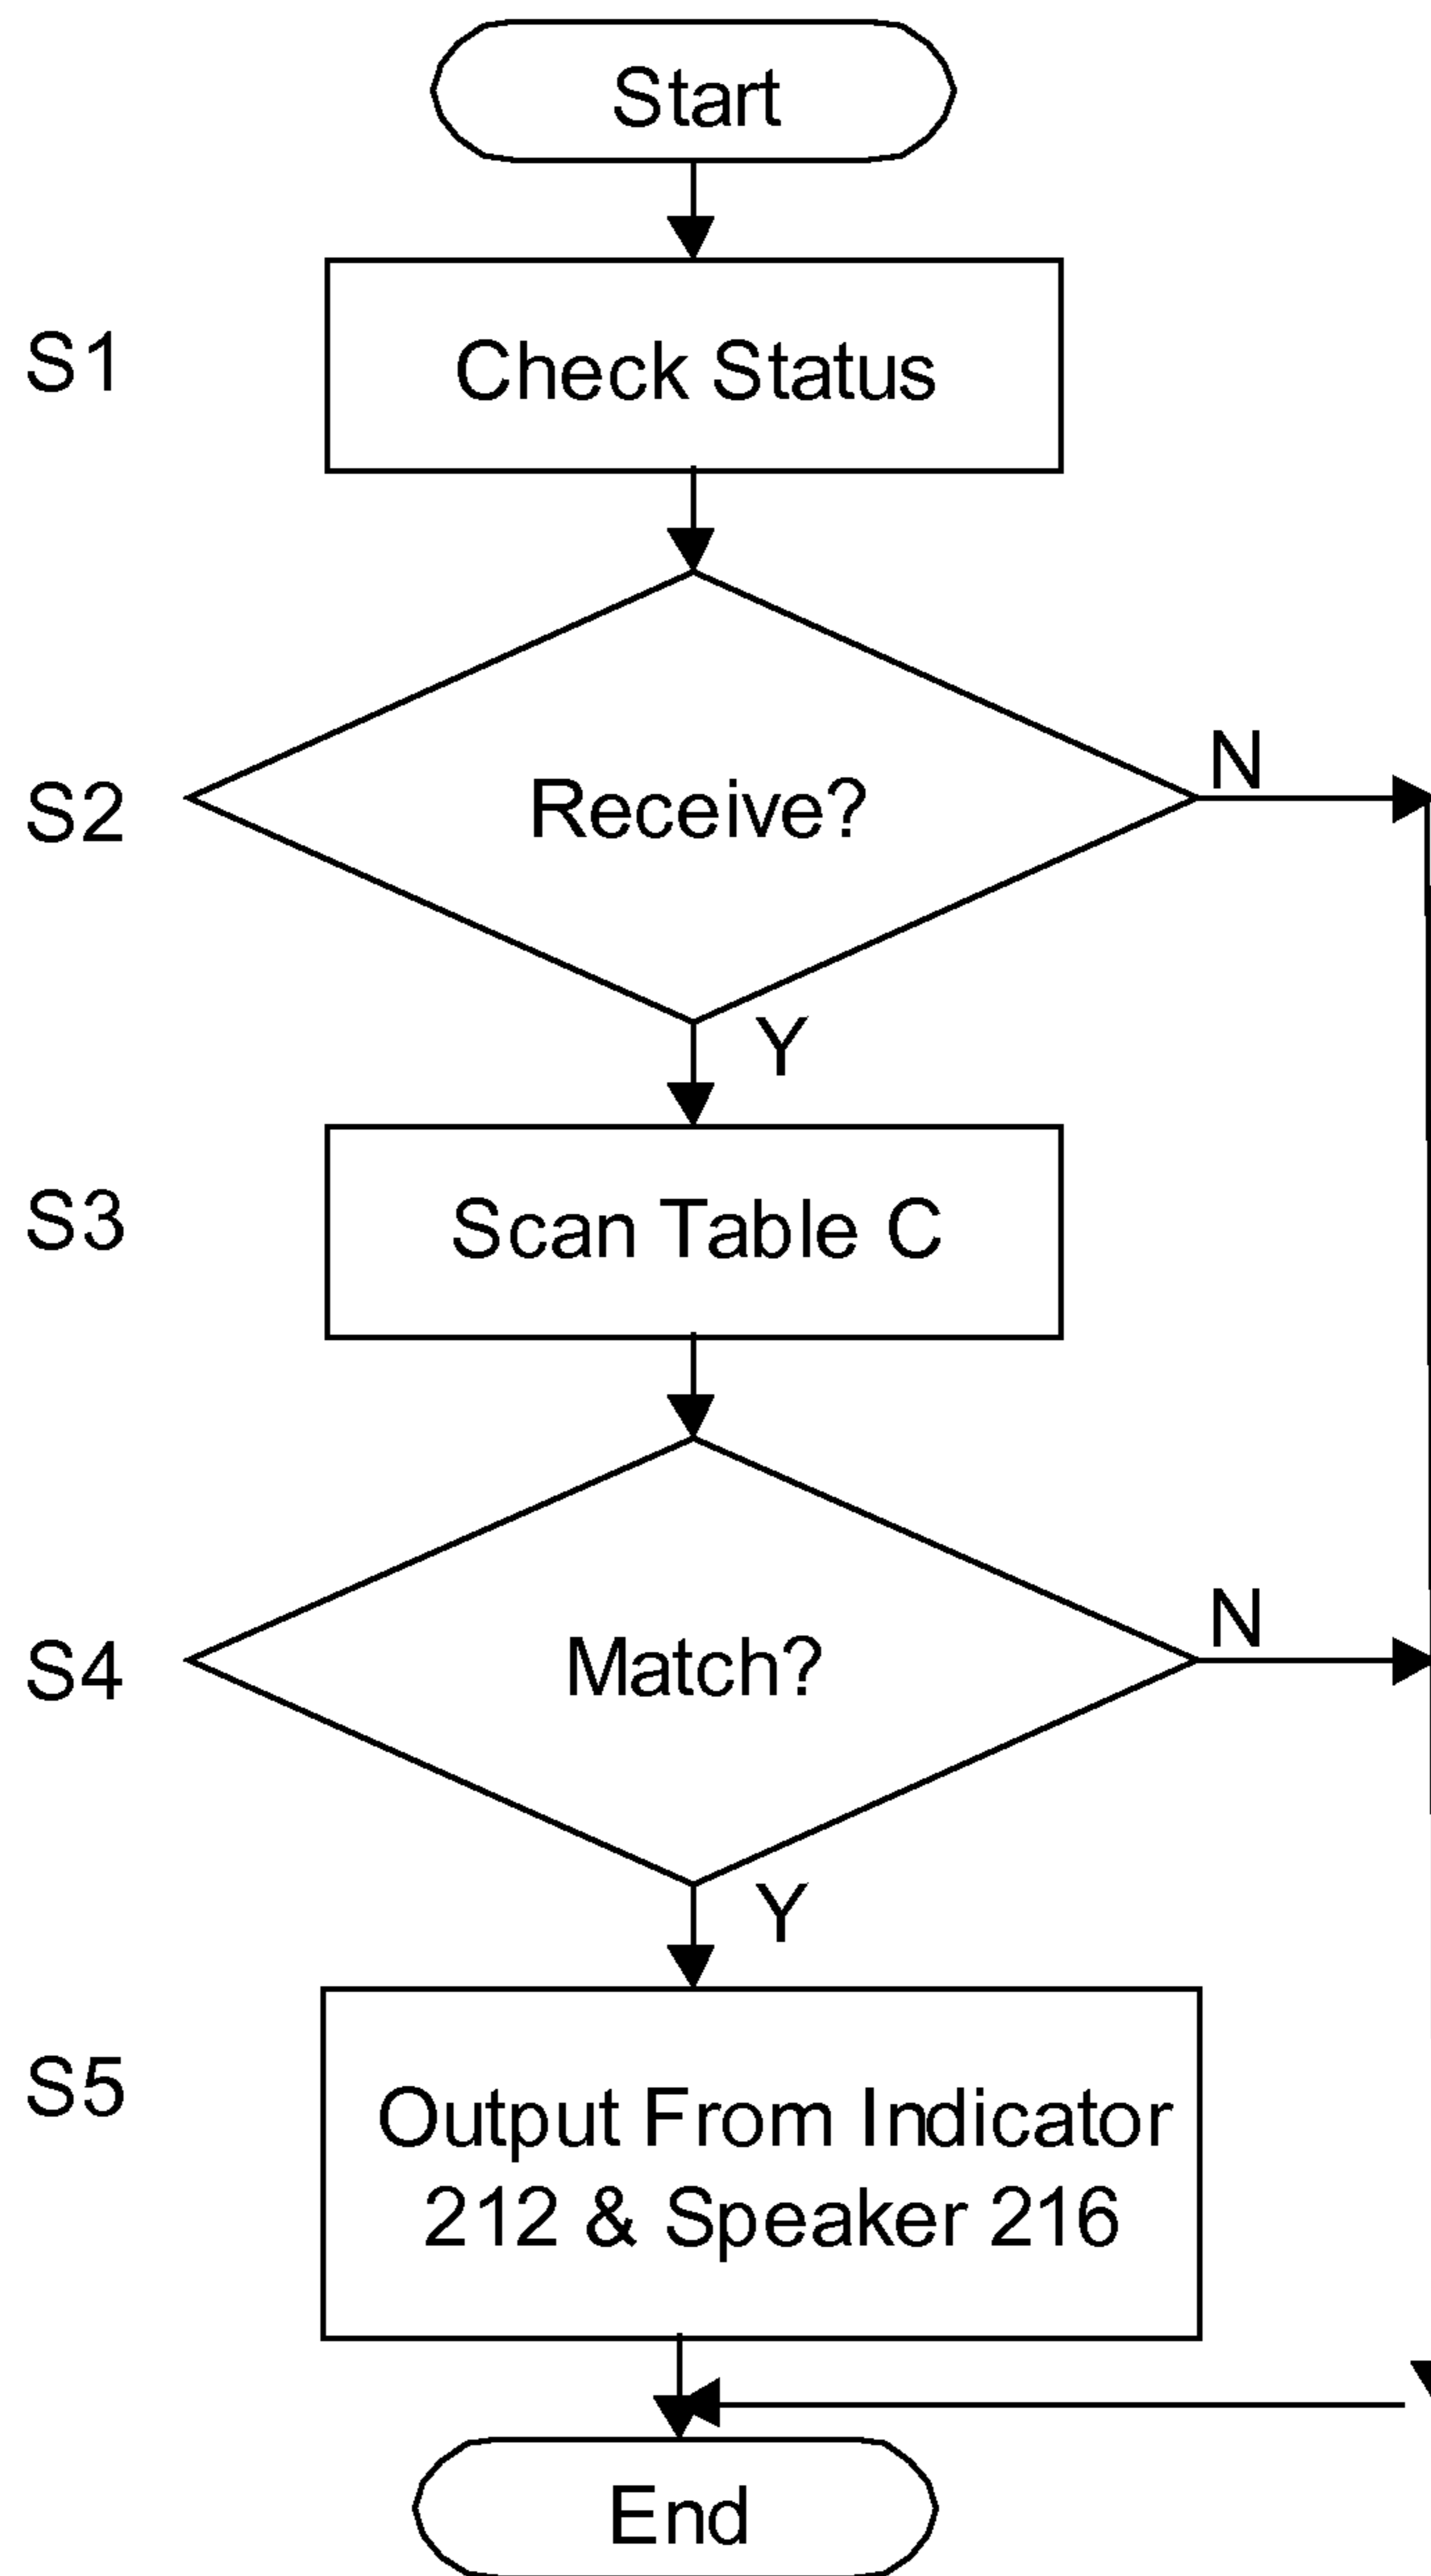 Start
S1
Check Status
S2
Receive?
N
Y
S3
Scan Table C
S4
Match?
N
Y
S5
Output From Indicator
212 & Speaker 216
End